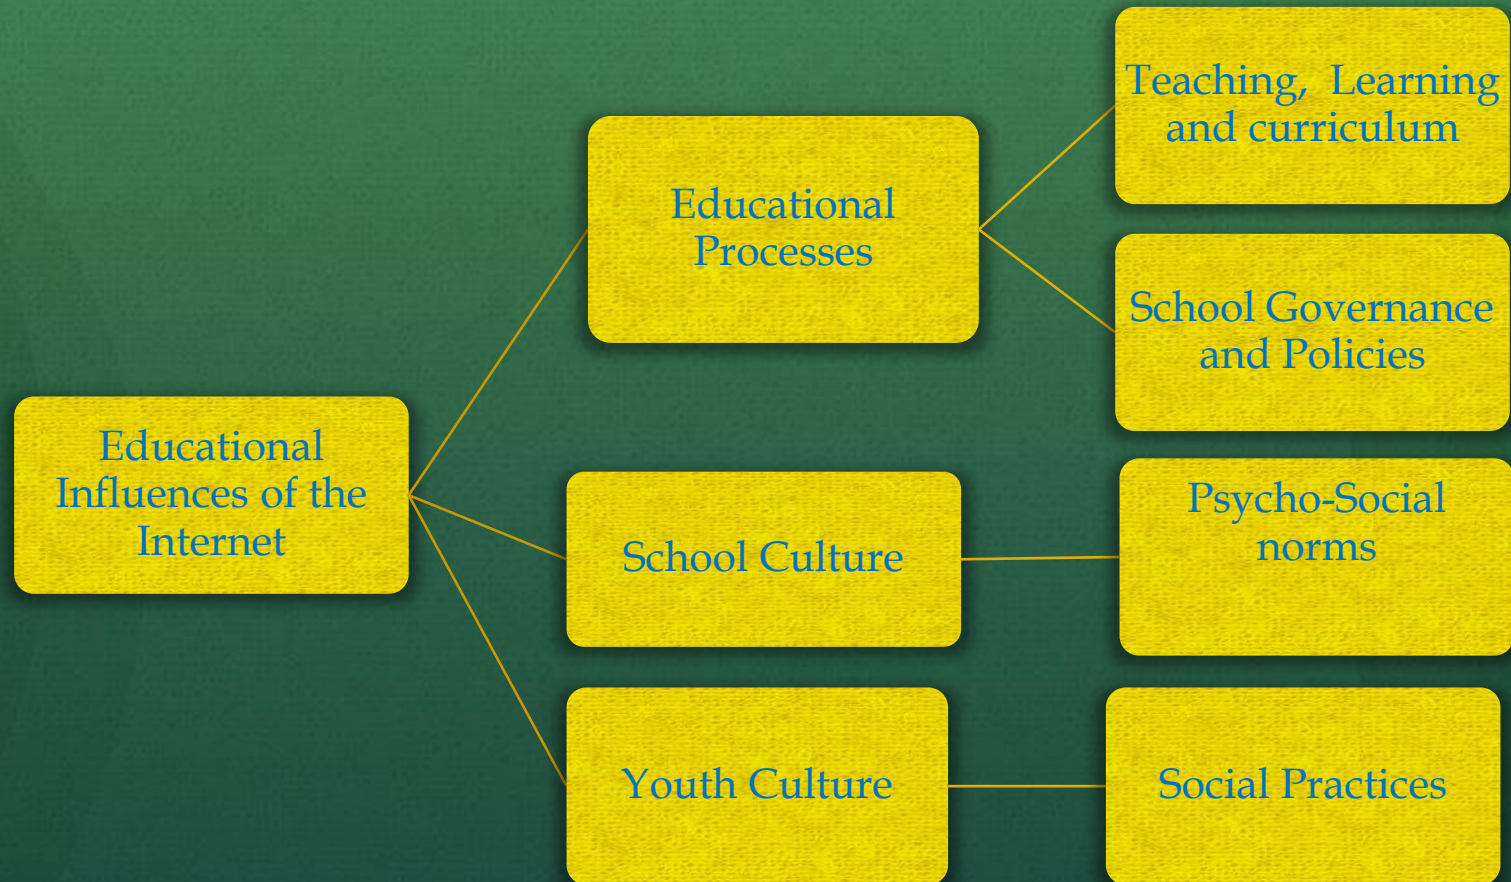 Educational
Influences of the
Internet
Educational
Processes
Teaching,  Learning
and curriculum
School Governance
and Policies
School Culture
Psycho-Social
norms
Youth Culture
Social Practices